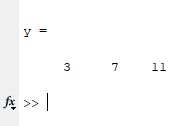 y =
3 7 11
fx >>